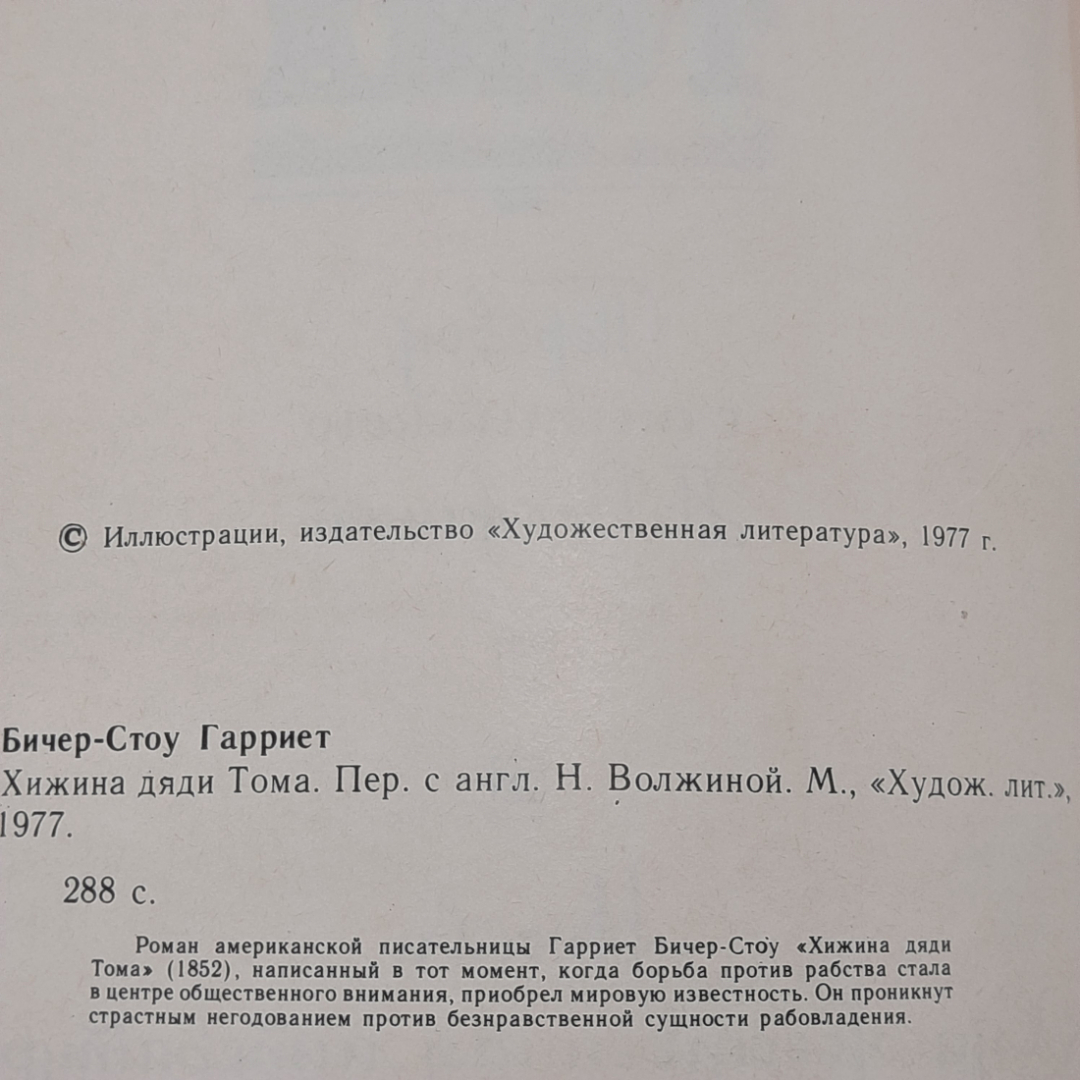 © Иллюстрации, издательство «Художественная литература», 1977 г.
Бичер-Стоу Гарриет
Хижина дяди Тома. Пер. с англ. Н. Волжиной. М., «Худож. лит.»,
1977.
288 с.
Роман американской писательницы Гарриет Бичер-Стоу «Хижина дяди
Тома» (1852), написанный в тот момент, когда борьба против рабства стала
в центре общественного внимания, приобрел мировую известность. Он проникнут
страстным негодованием против безнравственной сущности рабовладения.